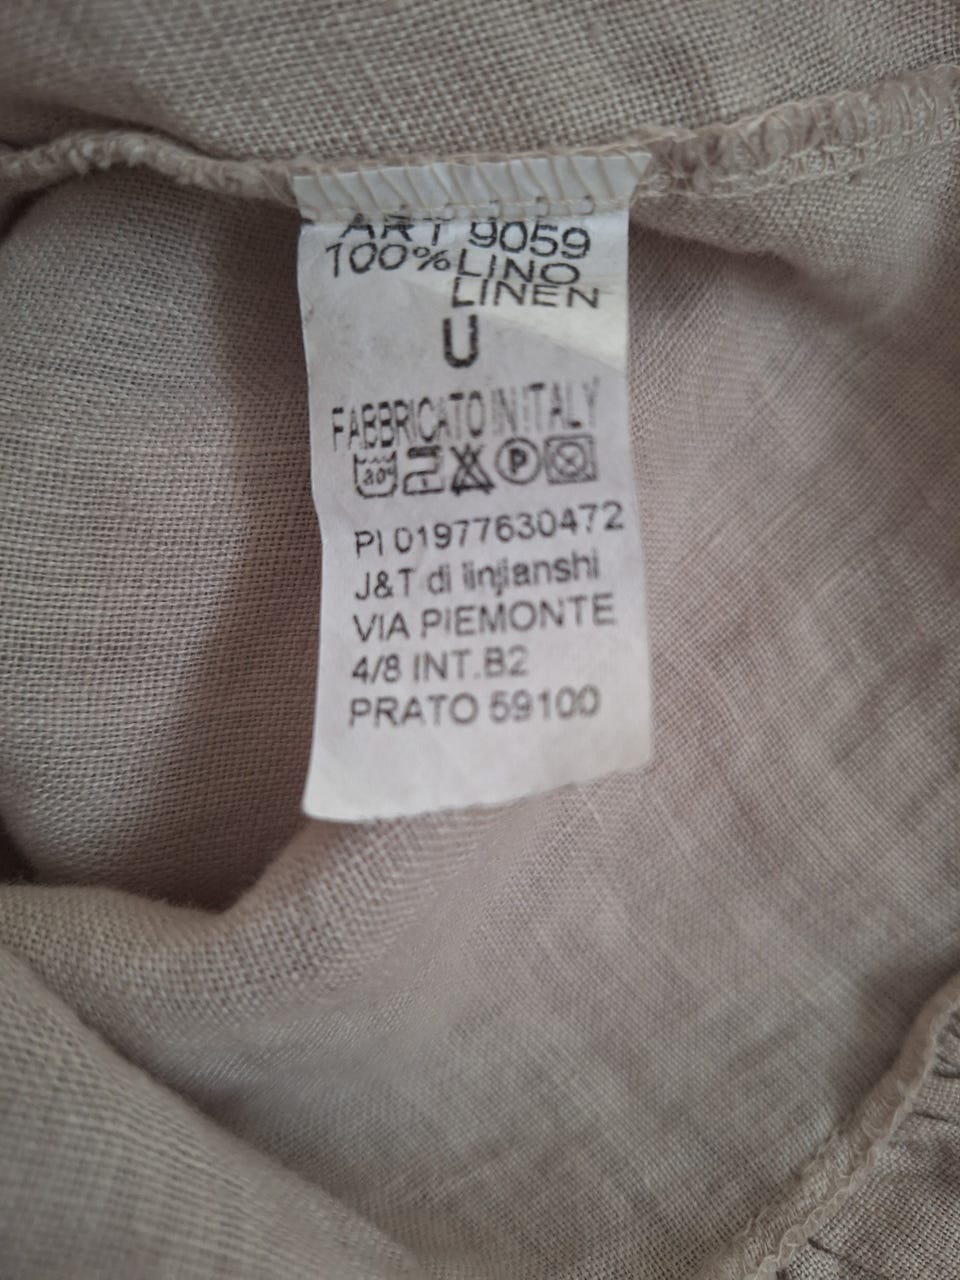 ART 9059
100% LINO
LINEN
U
FABBRICATO IN ITALY
30° P
PI 01977630472
J&T di linjianshi
VIA PIEMONTE
4/8 INT.B2
PRATO 59100